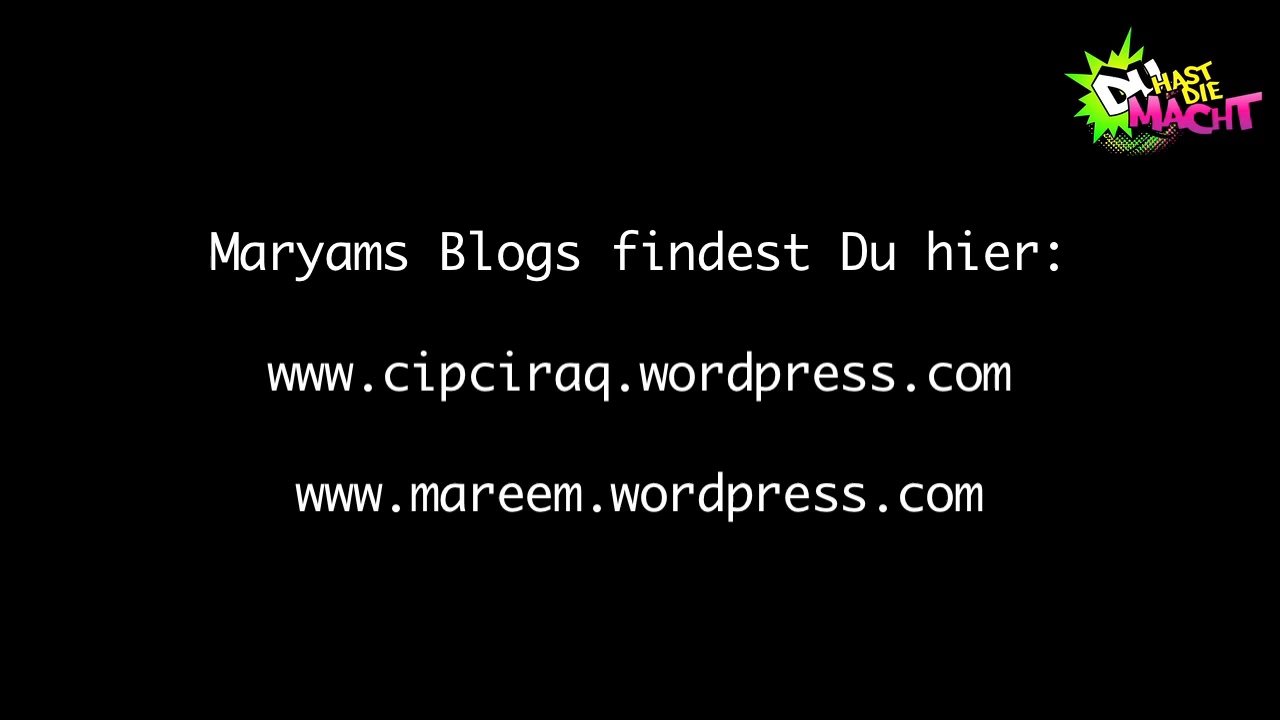 DU HAST
DIE
MACHT
Maryams Blogs findest Du hier:
www.cipciraq.wordpress.com
www.mareem.wordpress.com